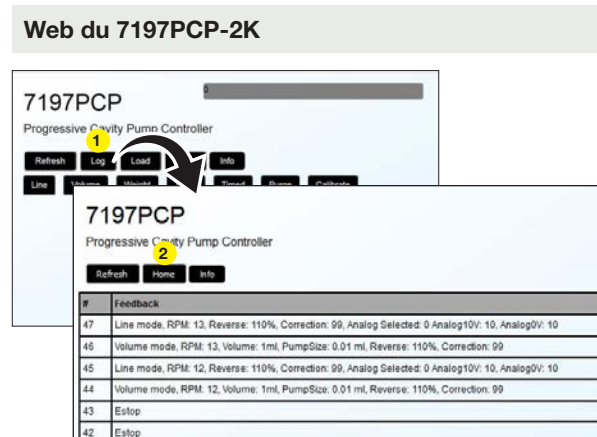 Web du 7197PCP-2K
7197PCP
0
Progressive Cavity Pump Controller
1
Refresh Log Load Info
Line Volume Weight Timed Purge Calibrate
7197PCP
Progressive Cavity Pump Controller
2
Refresh Home Info
# Feedback
47 Line mode, RPM: 13, Reverse: 110%, Correction: 99, Analog Selected: 0 Analog10V: 10, Analog0V: 10
46 Volume mode, RPM: 13, Volume: 1ml, PumpSize: 0.01 ml, Reverse: 110%, Correction: 99
45 Line mode, RPM: 12, Reverse: 110%, Correction: 99, Analog Selected: 0 Analog10V: 10, Analog0V: 10
44 Volume mode, RPM: 12, Volume: 1ml, PumpSize: 0.01 ml, Reverse: 110%, Correction: 99
43 Estop
42 Estop